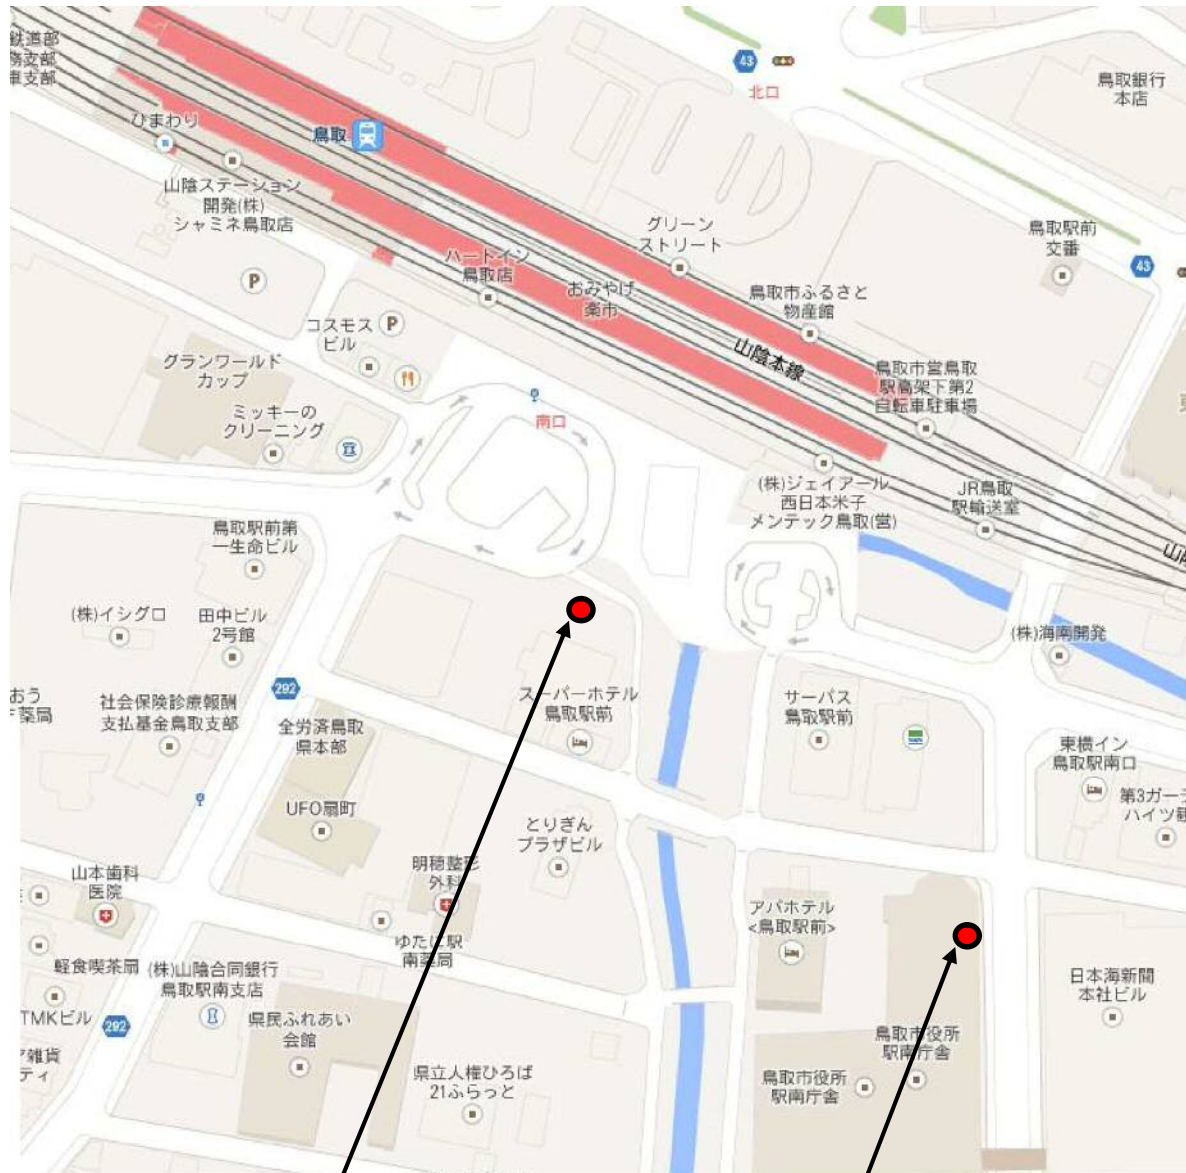 鉄道部
務支部
車支部
43
北口
鳥取銀行
本店
ひまわり
鳥取
山陰ステーション
開発(株)
シャミネ鳥取店
グリーン
ストリート
鳥取駅前
交番
43
P
ハートイン
鳥取店
おみやげ
楽市
鳥取市ふるさと
物産館
コスモス
ビル
P
山陰本線
グランワールド
カップ
鳥取市営鳥取
駅高架下第2
自転車駐車場
ミッキーの
クリーニング
南口
(株)ジェイアール
西日本米子
メンテック鳥取(営)
JR鳥取
駅輸送室
鳥取駅前第
一生命ビル
(株)イシグロ
田中ビル
2号館
(株)海南開発
おう
薬局
社会保険診療報酬
支払基金鳥取支部
292
スーパーホテル
鳥取駅前
サーパス
鳥取駅前
全労済鳥取
県本部
東横イン
鳥取駅南口
UFO扇町
とりぎん
プラザビル
第3ガーデ
ハイツ
山本歯科
医院
明穂整形
外科
アパホテル
<鳥取駅前>
ゆたに駅
南薬局
軽食喫茶扇
(株)山陰合同銀行
鳥取駅南支店
日本海新聞
本社ビル
TMKビル
292
県民ふれあい
会館
鳥取市役所
駅南庁舎
雑貨
ティ
県立人権ひろば
21ふらっと
鳥取市役所
駅南庁舎